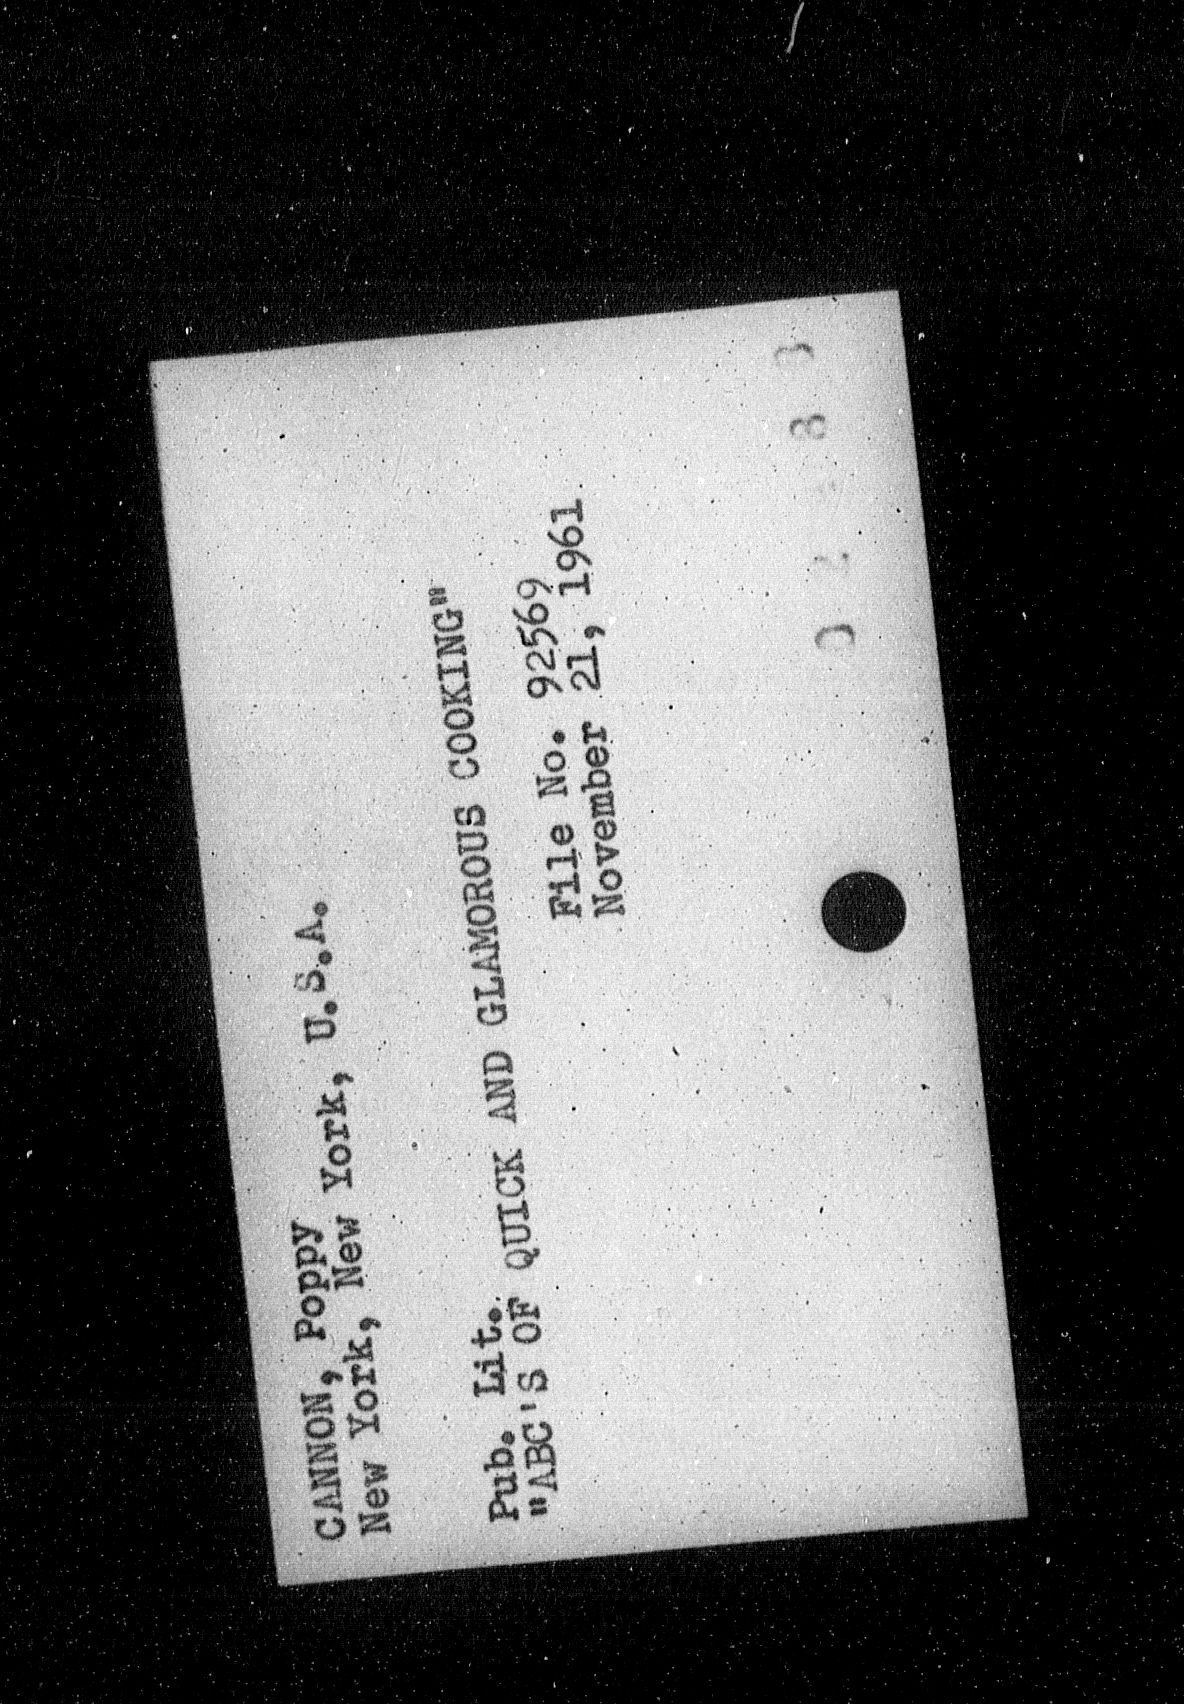 CANNON, Poppy
New York, New York, U.S.A.
Pub. Lit.
"ABC'S OF QUICK AND GLAMOROUS COOKING"
File No. 92569
November 21, 1961